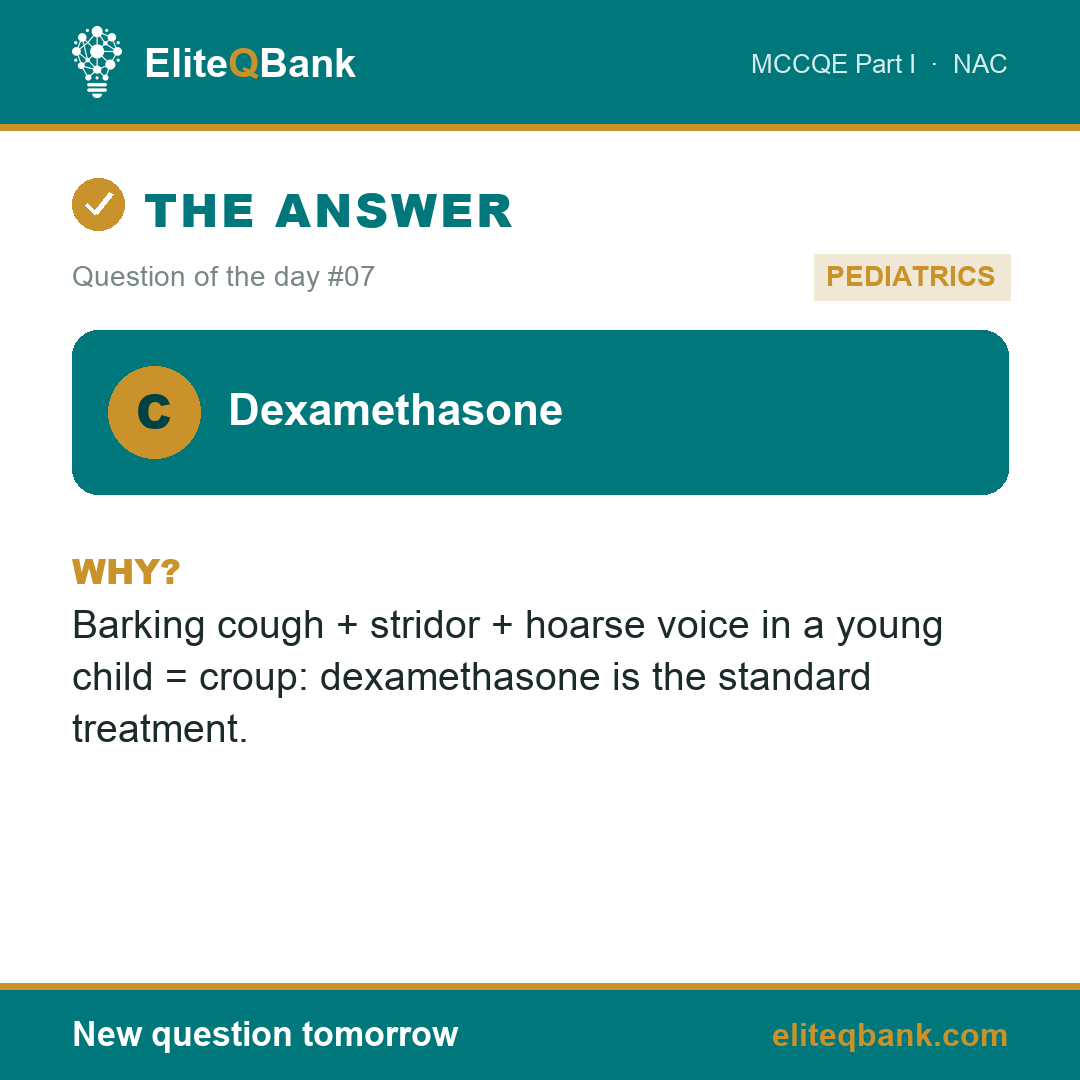 EliteQBank
MCCQE Part I · NAC
THE ANSWER
Question of the day #07
PEDIATRICS
C
Dexamethasone
WHY?
Barking cough + stridor + hoarse voice in a young
child = croup: dexamethasone is the standard
treatment.
New question tomorrow
eliteqbank.com